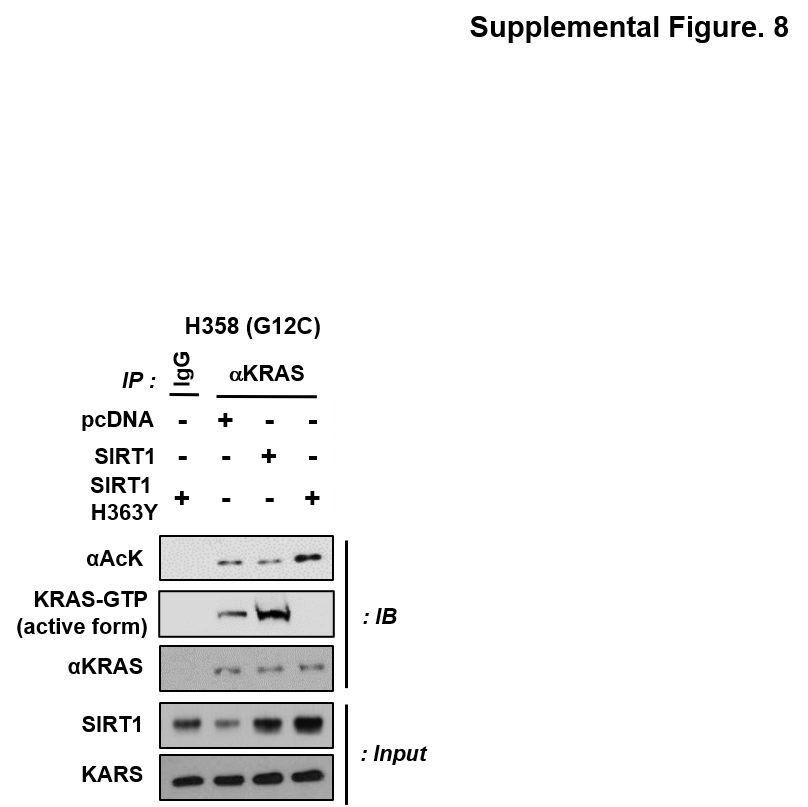 Supplemental Figure. 8
H358 (G12C)
IP : IgG αKRAS
pcDNA - + - -
SIRT1 - - + -
SIRT1
H363Y + - - +
αAcK
KRAS-GTP
(active form)
: IB
αKRAS
SIRT1
: Input
KARS